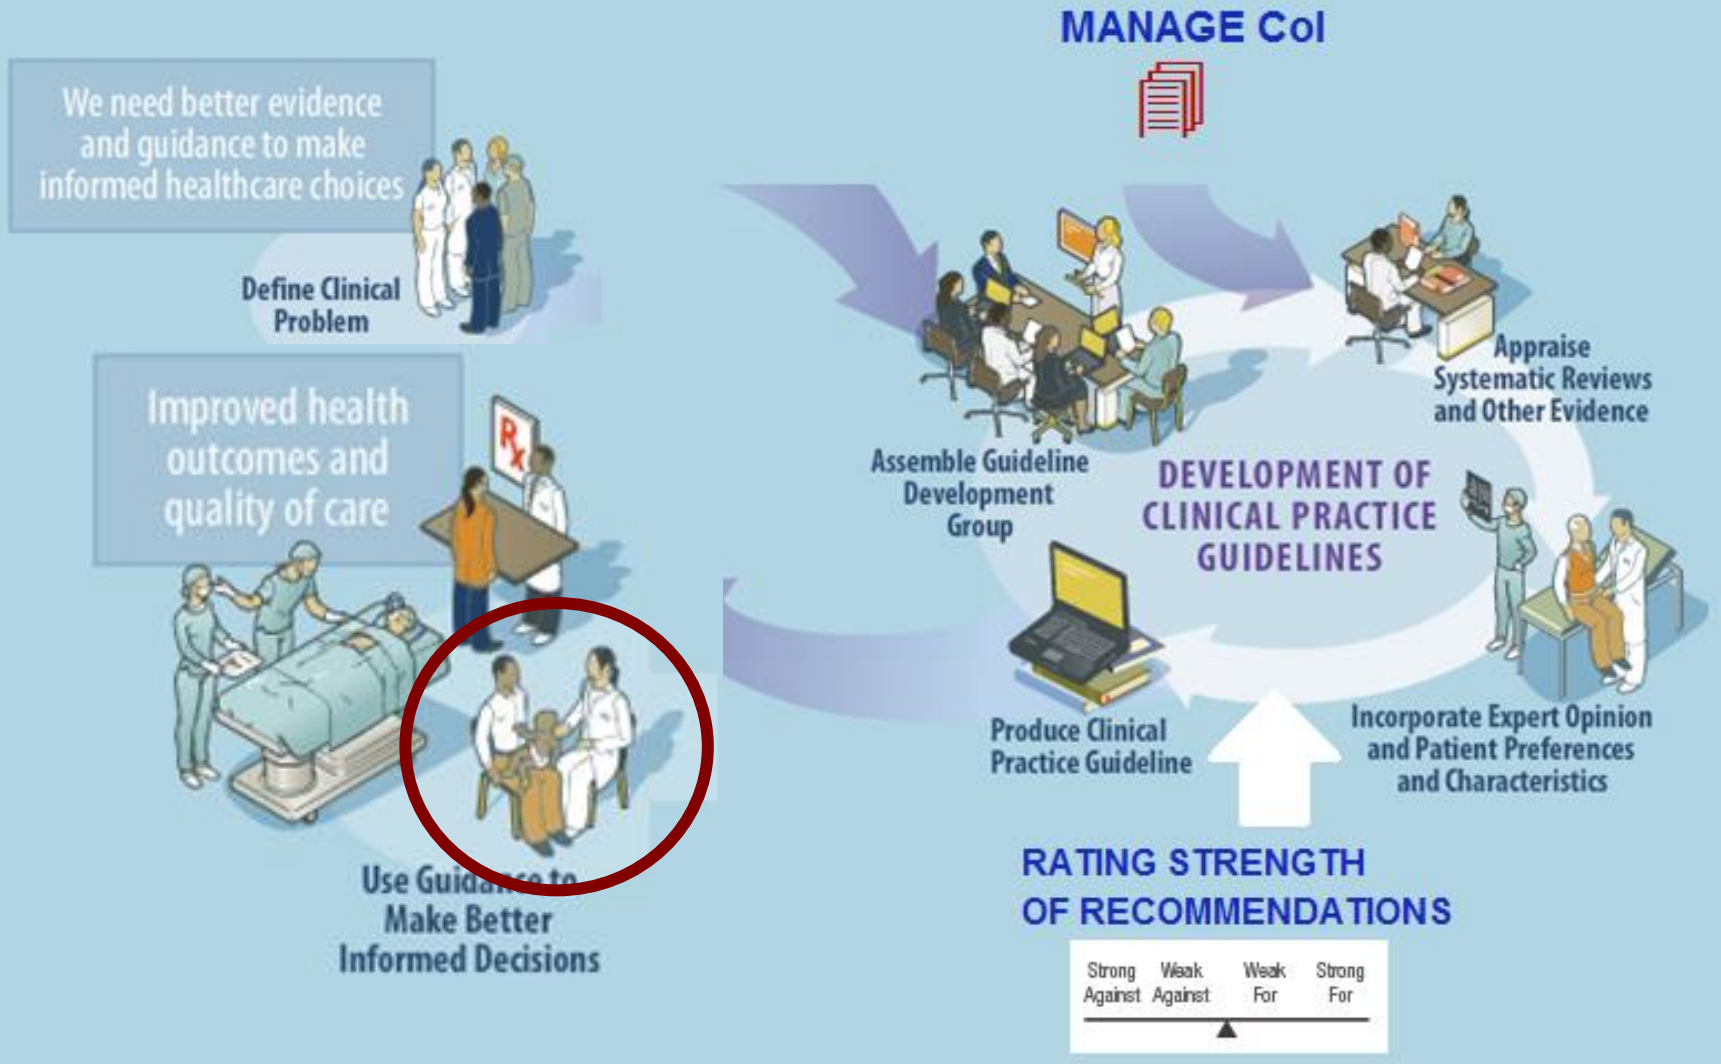 MANAGE CoI
We need better evidence
and guidance to make
informed healthcare choices
Define Clinical
Problem
Improved health
outcomes and
quality of care
Rx
Use Guidance to
Make Better
Informed Decisions
Appraise
Systematic Reviews
and Other Evidence
Assemble Guideline
Development
Group
DEVELOPMENT OF
CLINICAL PRACTICE
GUIDELINES
Produce Clinical
Practice Guideline
Incorporate Expert Opinion
and Patient Preferences
and Characteristics
RATING STRENGTH
OF RECOMMENDATIONS
Strong Weak Weak Strong
Against Against For For